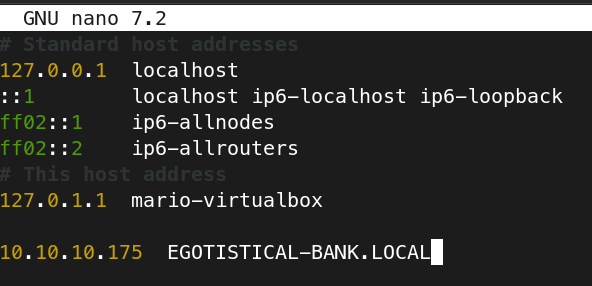 GNU nano 7.2
# Standard host addresses
127.0.0.1  localhost
::1        localhost ip6-localhost ip6-loopback
ff02::1    ip6-allnodes
ff02::2    ip6-allrouters
# This host address
127.0.1.1  mario-virtualbox
10.10.10.175  EGOTISTICAL-BANK.LOCAL